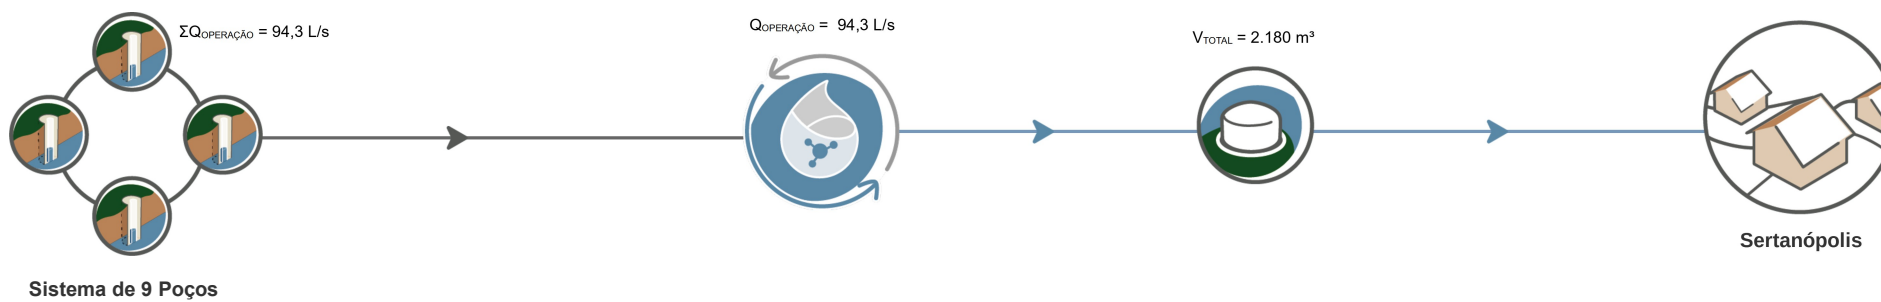 ΣQOPERAÇÃO = 94,3 L/s
QOPERAÇÃO = 94,3 L/s
VTOTAL = 2.180 m³
Sertanópolis
Sistema de 9 Poços